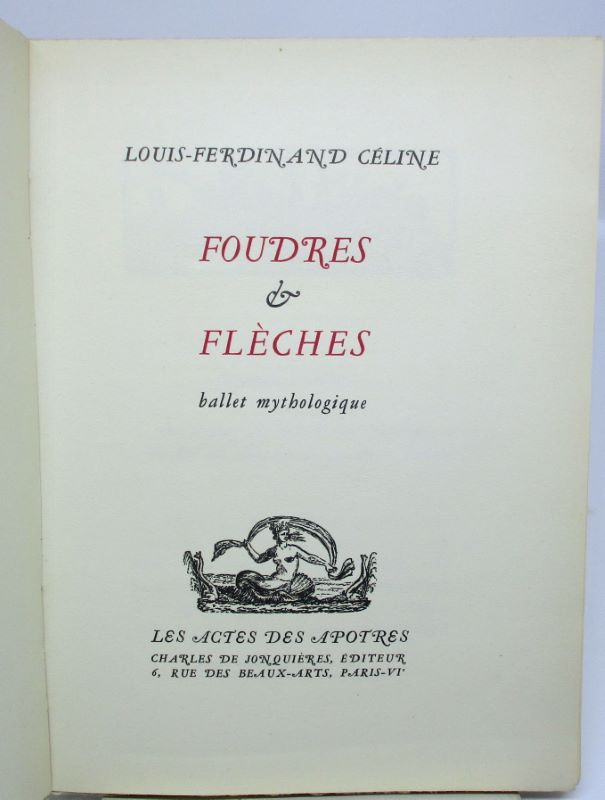 LOUIS-FERDINAND CÉLINE
FOUDRES
&
FLÈCHES
ballet mythologique
LES ACTES DES APOTRES
CHARLES DE JONQUIÈRES, ÉDITEUR
6, RUE DES BEAUX-ARTS, PARIS-VIᵉ